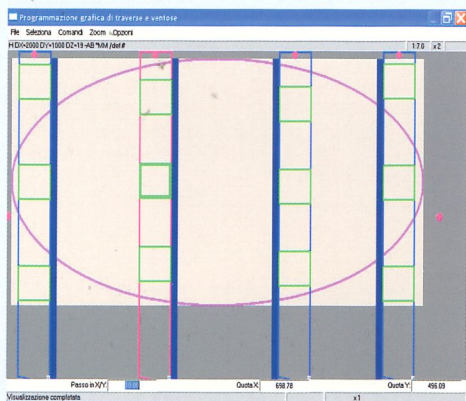 Programmazione grafica di traverse e ventose
File Seleziona Comandi Zoom Opzioni
H DX=2000 DY=1000 DZ=19 -AB *MM /def # 1:7.0 x2
Passo in X/Y: Quota X: 698.78 Quota Y: 496.09
Visualizzazione completata x1